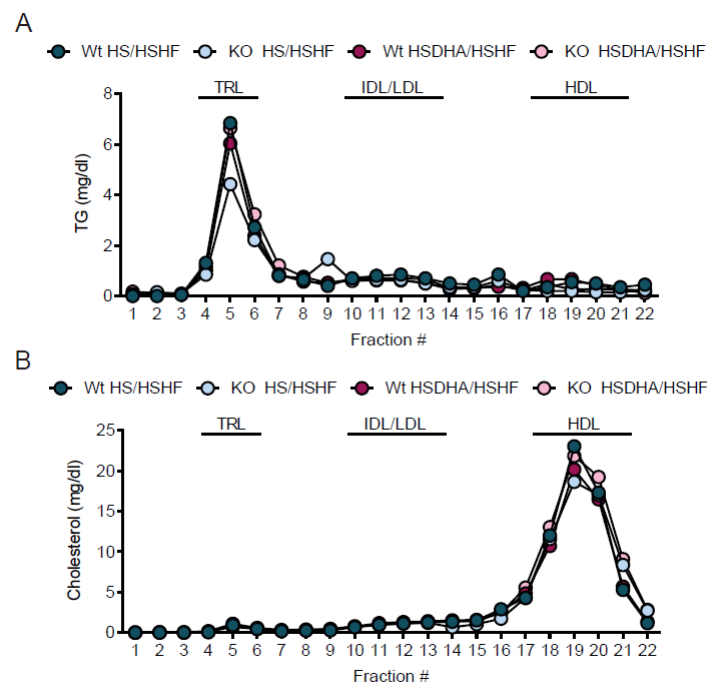 A
Wt HS/HSHF KO HS/HSHF Wt HSDHA/HSHF KO HSDHA/HSHF
TRL IDL/LDL HDL
8
6
4
2
0
TG (mg/dl)
1 2 3 4 5 6 7 8 9 10 11 12 13 14 15 16 17 18 19 20 21 22
Fraction #
B
Wt HS/HSHF KO HS/HSHF Wt HSDHA/HSHF KO HSDHA/HSHF
TRL IDL/LDL HDL
25
20
15
10
5
0
Cholesterol (mg/dl)
1 2 3 4 5 6 7 8 9 10 11 12 13 14 15 16 17 18 19 20 21 22
Fraction #